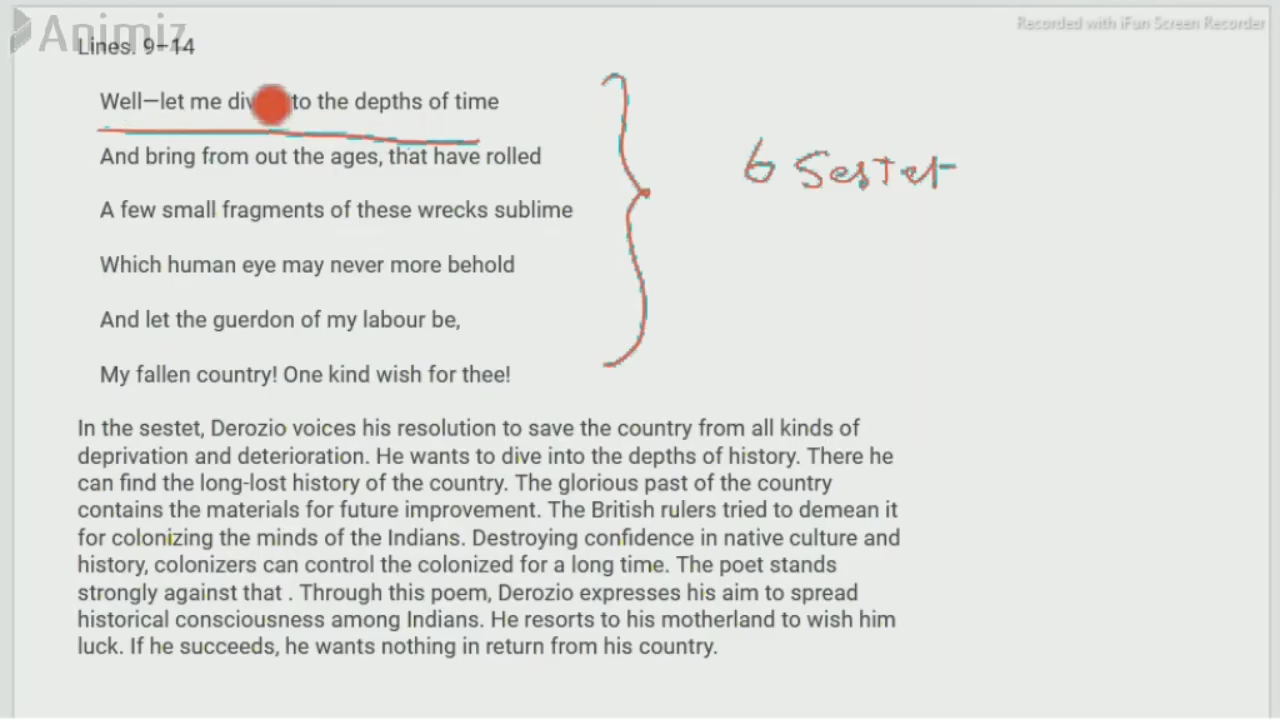 Animiz
Recorded with iFun Screen Recorder
Lines. 9–14
Well—let me div to the depths of time
And bring from out the ages, that have rolled
A few small fragments of these wrecks sublime
Which human eye may never more behold
And let the guerdon of my labour be,
My fallen country! One kind wish for thee!
6 Sestet
In the sestet, Derozio voices his resolution to save the country from all kinds of
deprivation and deterioration. He wants to dive into the depths of history. There he
can find the long-lost history of the country. The glorious past of the country
contains the materials for future improvement. The British rulers tried to demean it
for colonizing the minds of the Indians. Destroying confidence in native culture and
history, colonizers can control the colonized for a long time. The poet stands
strongly against that . Through this poem, Derozio expresses his aim to spread
historical consciousness among Indians. He resorts to his motherland to wish him
luck. If he succeeds, he wants nothing in return from his country.